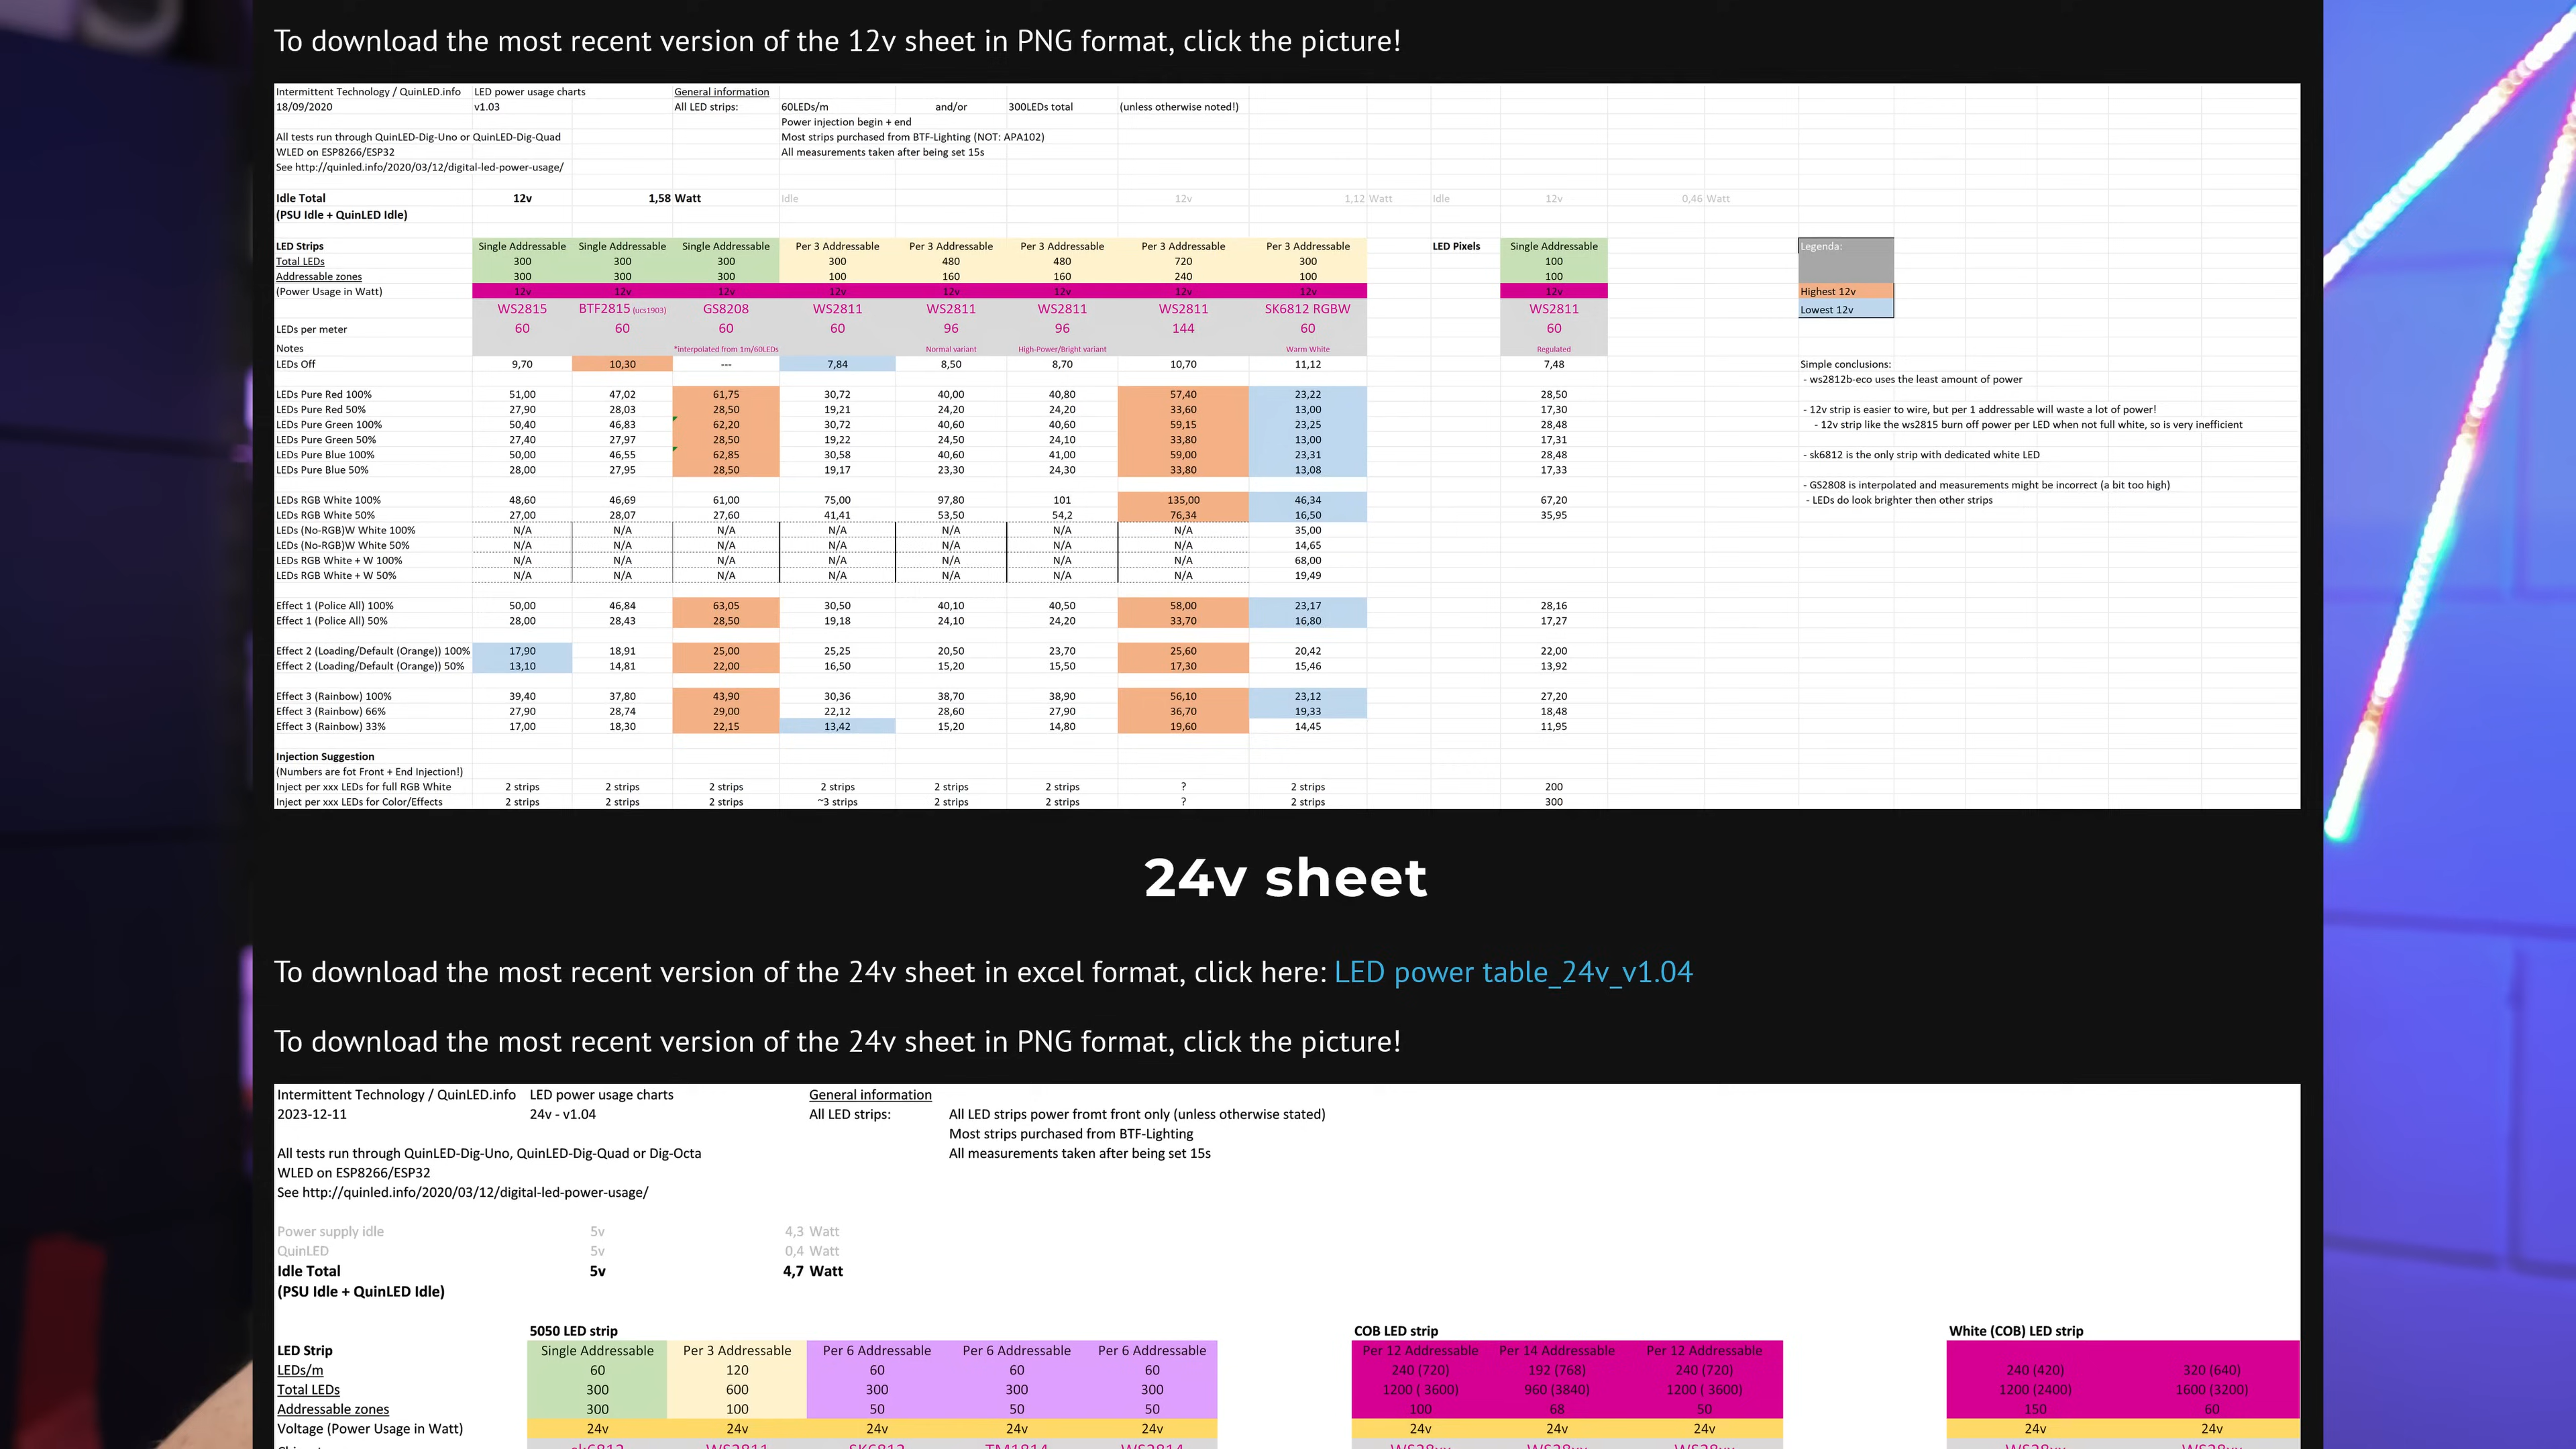 To download the most recent version of the 12v sheet in PNG format, click the picture!
Intermittent Technology / QuinLED.info LED power usage charts General information
18/09/2020 v1.03 All LED strips: 60LEDs/m and/or 300LEDs total (unless otherwise noted!)
Power injection begin + end
All tests run through QuinLED-Dig-Uno or QuinLED-Dig-Quad Most strips purchased from BTF-Lighting (NOT: APA102)
WLED on ESP8266/ESP32 All measurements taken after being set 15s
See http://quinled.info/2020/03/12/digital-led-power-usage/
Idle Total 12v 1,58 Watt Idle 12v 1,12 Watt Idle 12v 0,46 Watt
(PSU Idle + QuinLED Idle)
LED Strips Single Addressable Single Addressable Single Addressable Per 3 Addressable Per 3 Addressable Per 3 Addressable Per 3 Addressable Per 3 Addressable LED Pixels Single Addressable Legenda:
Total LEDs 300 300 300 300 480 480 720 300 100
Addressable zones 300 300 300 100 160 160 240 100 100
(Power Usage in Watt) 12v 12v 12v 12v 12v 12v 12v 12v 12v Highest 12v
WS2815 BTF2815 (ucs1903) GS8208 WS2811 WS2811 WS2811 WS2811 SK6812 RGBW WS2811 Lowest 12v
LEDs per meter 60 60 60 60 96 96 144 60 60
Notes *interpolated from 1m/60LEDs Normal variant High-Power/Bright variant Warm White Regulated
LEDs Off 9,70 10,30 --- 7,84 8,50 8,70 10,70 11,12 7,48 Simple conclusions:
- ws2812b-eco uses the least amount of power
LEDs Pure Red 100% 51,00 47,02 61,75 30,72 40,00 40,80 57,40 23,22 28,50
LEDs Pure Red 50% 27,90 28,03 28,50 19,21 24,20 24,20 33,60 13,00 17,30 - 12v strip is easier to wire, but per 1 addressable will waste a lot of power!
LEDs Pure Green 100% 50,40 46,83 62,20 30,72 40,60 40,60 59,15 23,25 28,48 - 12v strip like the ws2815 burn off power per LED when not full white, so is very inefficient
LEDs Pure Green 50% 27,40 27,97 28,50 19,22 24,50 24,10 33,80 13,00 17,31
LEDs Pure Blue 100% 50,00 46,55 62,85 30,58 40,60 41,00 59,00 23,31 28,48 - sk6812 is the only strip with dedicated white LED
LEDs Pure Blue 50% 28,00 27,95 28,50 19,17 23,30 24,30 33,80 13,08 17,33
- GS2808 is interpolated and measurements might be incorrect (a bit too high)
LEDs RGB White 100% 48,60 46,69 61,00 75,00 97,80 101 135,00 46,34 67,20 - LEDs do look brighter then other strips
LEDs RGB White 50% 27,00 28,07 27,60 41,41 53,50 54,2 76,34 16,50 35,95
LEDs (No-RGB)W White 100% N/A N/A N/A N/A N/A N/A N/A 35,00
LEDs (No-RGB)W White 50% N/A N/A N/A N/A N/A N/A N/A 14,65
LEDs RGB White + W 100% N/A N/A N/A N/A N/A N/A N/A 68,00
LEDs RGB White + W 50% N/A N/A N/A N/A N/A N/A N/A 19,49
Effect 1 (Police All) 100% 50,00 46,84 63,05 30,50 40,10 40,50 58,00 23,17 28,16
Effect 1 (Police All) 50% 28,00 28,43 28,50 19,18 24,10 24,20 33,70 16,80 17,27
Effect 2 (Loading/Default (Orange)) 100% 17,90 18,91 25,00 25,25 20,50 23,70 25,60 20,42 22,00
Effect 2 (Loading/Default (Orange)) 50% 13,10 14,81 22,00 16,50 15,20 15,50 17,30 15,46 13,92
Effect 3 (Rainbow) 100% 39,40 37,80 43,90 30,36 38,70 38,90 56,10 23,12 27,20
Effect 3 (Rainbow) 66% 27,90 28,74 29,00 22,12 28,60 27,90 36,70 19,33 18,48
Effect 3 (Rainbow) 33% 17,00 18,30 22,15 13,42 15,20 14,80 19,60 14,45 11,95
Injection Suggestion
(Numbers are fot Front + End Injection!)
Inject per xxx LEDs for full RGB White 2 strips 2 strips 2 strips 2 strips 2 strips 2 strips ? 2 strips 200
Inject per xxx LEDs for Color/Effects 2 strips 2 strips 2 strips ~3 strips 2 strips 2 strips ? 2 strips 300
24v sheet
To download the most recent version of the 24v sheet in excel format, click here: LED power table_24v_v1.04
To download the most recent version of the 24v sheet in PNG format, click the picture!
Intermittent Technology / QuinLED.info LED power usage charts General information
2023-12-11 24v - v1.04 All LED strips: All LED strips power fromt front only (unless otherwise stated)
Most strips purchased from BTF-Lighting
All tests run through QuinLED-Dig-Uno, QuinLED-Dig-Quad or Dig-Octa All measurements taken after being set 15s
WLED on ESP8266/ESP32
See http://quinled.info/2020/03/12/digital-led-power-usage/
Power supply idle 5v 4,3 Watt
QuinLED 5v 0,4 Watt
Idle Total 5v 4,7 Watt
(PSU Idle + QuinLED Idle)
5050 LED strip COB LED strip White (COB) LED strip
LED Strip Single Addressable Per 3 Addressable Per 6 Addressable Per 6 Addressable Per 6 Addressable Per 12 Addressable Per 14 Addressable Per 12 Addressable
LEDs/m 60 120 60 60 60 240 (720) 192 (768) 240 (720) 240 (420) 320 (640)
Total LEDs 300 600 300 300 300 1200 ( 3600) 960 (3840) 1200 ( 3600) 1200 (2400) 1600 (3200)
Addressable zones 300 100 50 50 50 100 68 50 150 60
Voltage (Power Usage in Watt) 24v 24v 24v 24v 24v 24v 24v 24v 24v 24v
sk6812 WS2811 SK6812 TM1814 WS2814 WS28xx WS28xx WS28xx WS28xx WS28xx